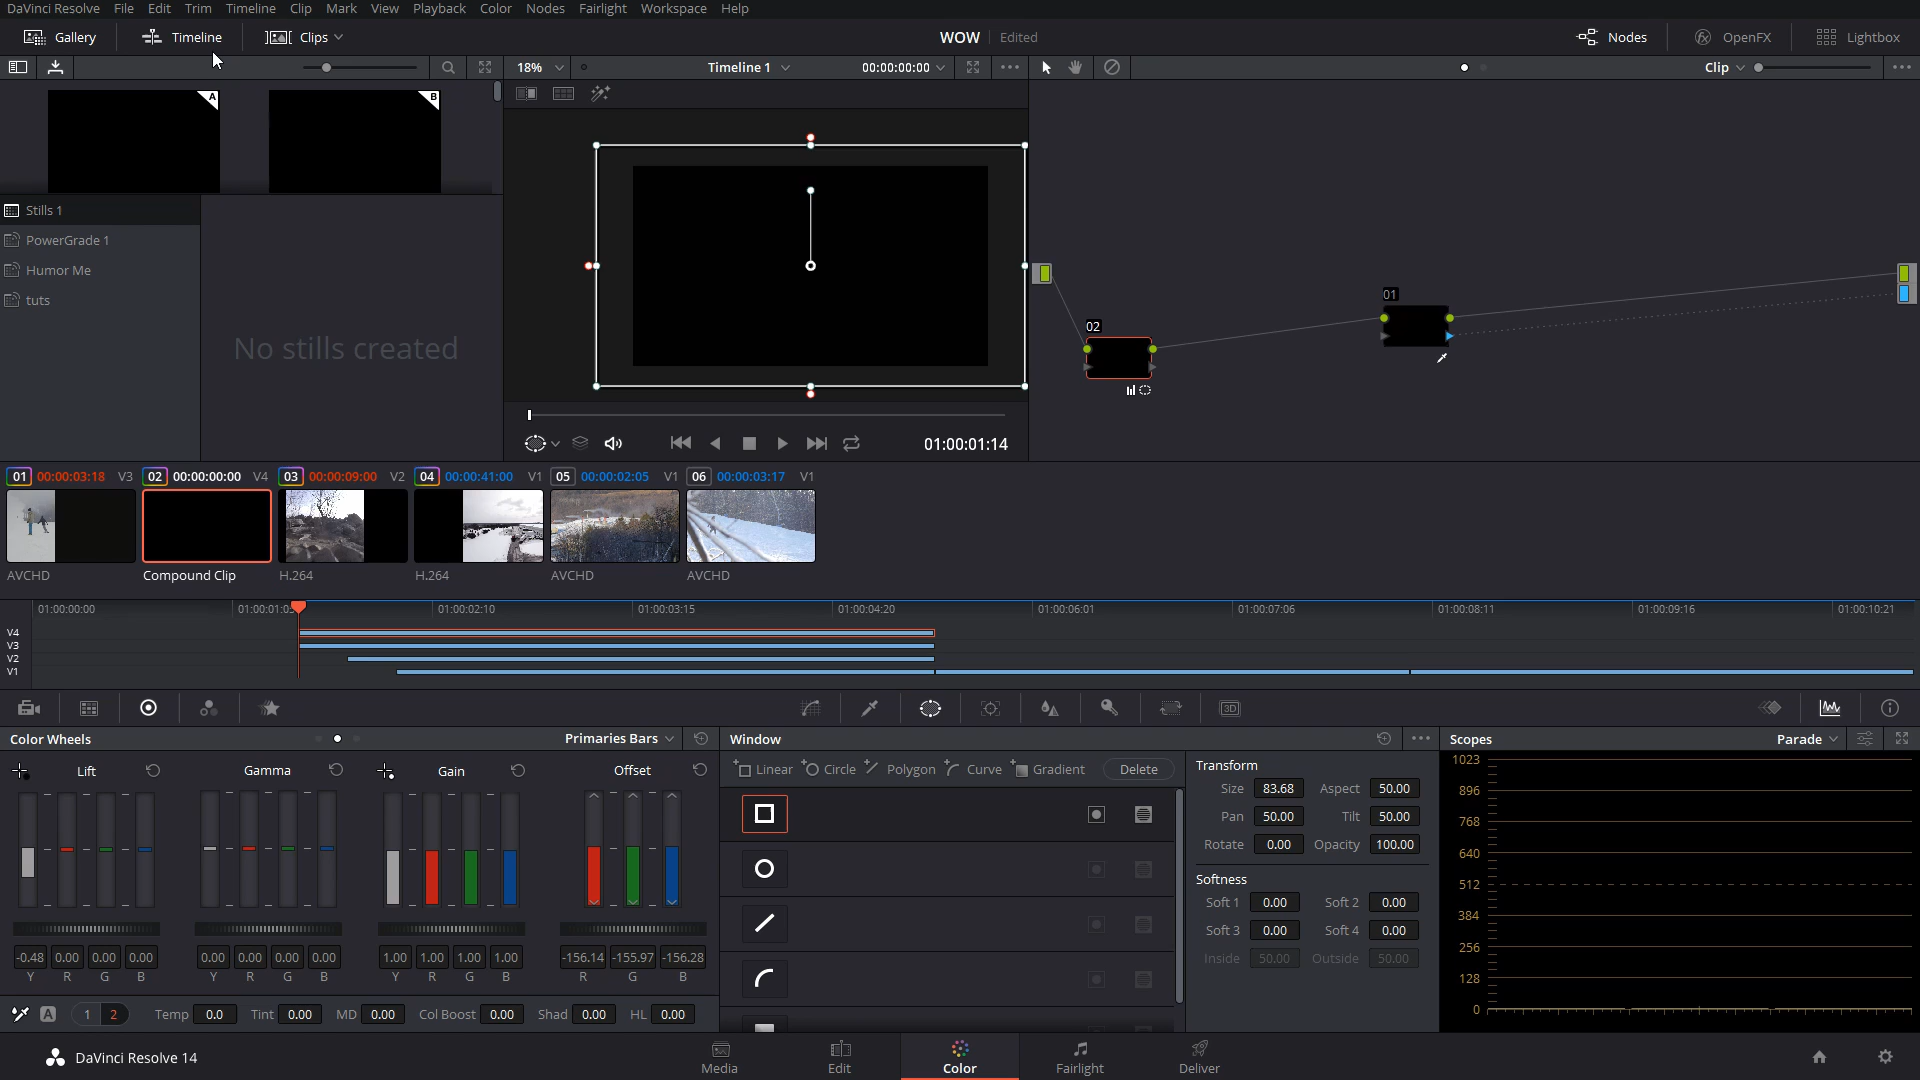 DaVinci Resolve File Edit Trim Timeline Clip Mark View Playback Color Nodes Fairlight Workspace Help
Gallery Timeline Clips WOW Edited Nodes OpenFX Lightbox
18% Timeline 1 00:00:00:00 Clip
A B
Stills 1
PowerGrade 1
Humor Me
tuts
No stills created
01
02
01:00:01:14
01 00:00:03:18 V3 02 00:00:00:00 V4 03 00:00:09:00 V2 04 00:00:41:00 V1 05 00:00:02:05 V1 06 00:00:03:17 V1
AVCHD Compound Clip H.264 H.264 AVCHD AVCHD
01:00:00:00 01:00:01:0 01:00:02:10 01:00:03:15 01:00:04:20 01:00:06:01 01:00:07:06 01:00:08:11 01:00:09:16 01:00:10:21
V4
V3
V2
V1
3D
Color Wheels Primaries Bars Window Scopes Parade
Lift Gamma Gain Offset
Linear Circle Polygon Curve Gradient Delete
Transform
Size 83.68 Aspect 50.00
Pan 50.00 Tilt 50.00
Rotate 0.00 Opacity 100.00
Softness
Soft 1 0.00 Soft 2 0.00
Soft 3 0.00 Soft 4 0.00
Inside 50.00 Outside 50.00
1023
896
768
640
512
384
256
128
0
-0.48 0.00 0.00 0.00 0.00 0.00 0.00 0.00 1.00 1.00 1.00 1.00 -156.14 -155.97 -156.28
Y R G B Y R G B Y R G B R G B
A 1 2 Temp 0.0 Tint 0.00 MD 0.00 Col Boost 0.00 Shad 0.00 HL 0.00
DaVinci Resolve 14 Media Edit Color Fairlight Deliver